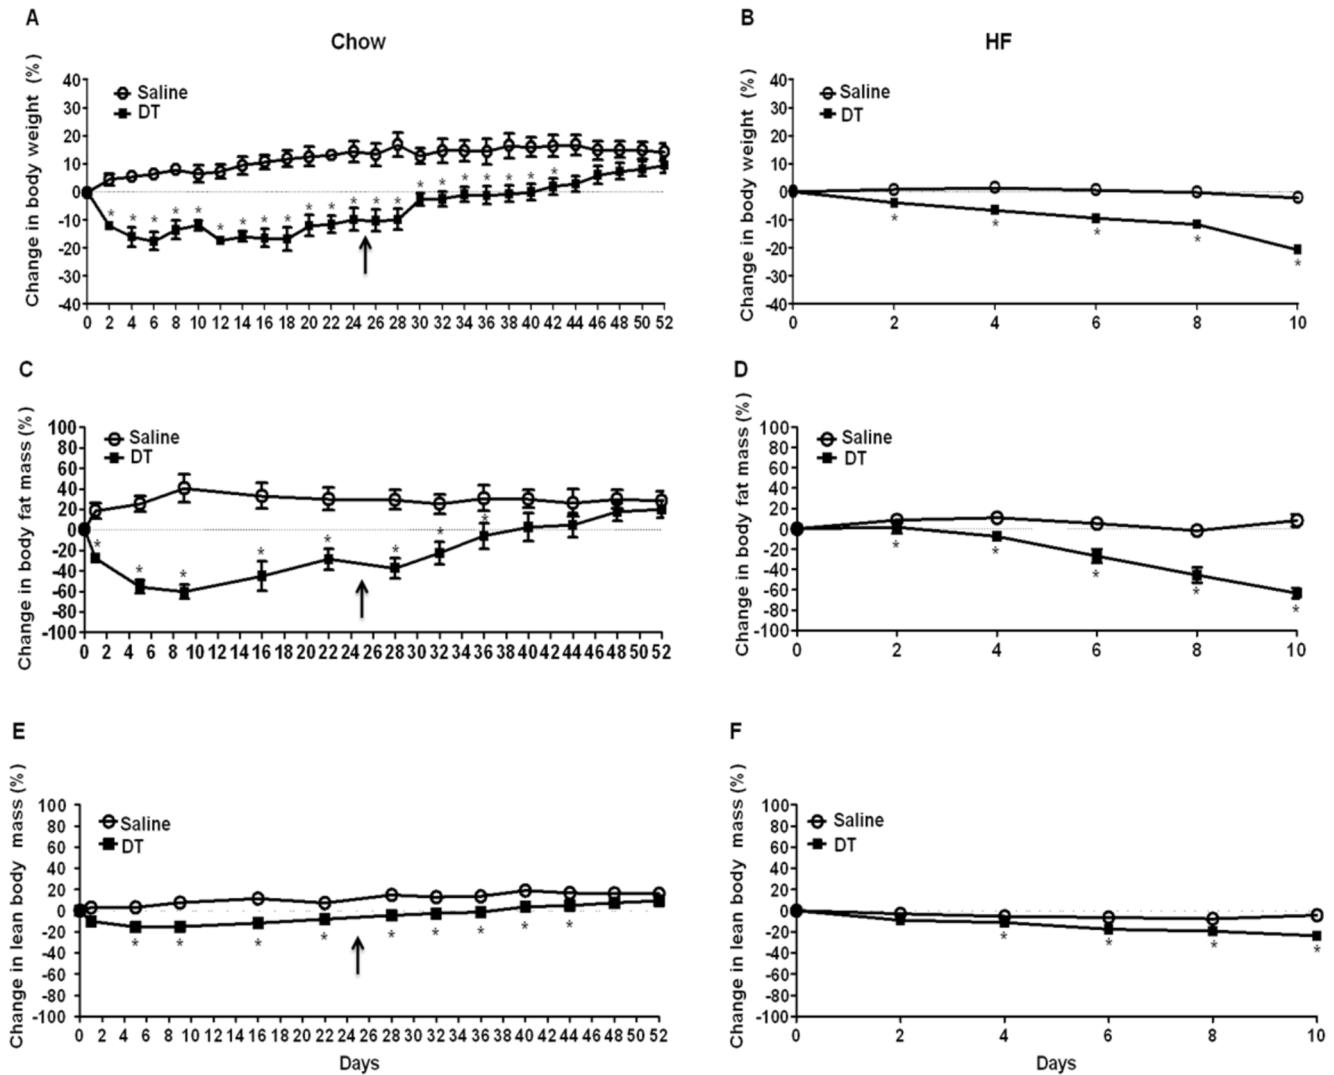 A
Chow
Change in body weight (%)
40
30
20
10
0
-10
-20
-30
-40
Saline
DT
* * * * * * * * * * * * * * * * * * * * *
0 2 4 6 8 10 12 14 16 18 20 22 24 26 28 30 32 34 36 38 40 42 44 46 48 50 52
B
HF
Change in body weight (%)
40
30
20
10
0
-10
-20
-30
-40
Saline
DT
* * * * *
0 2 4 6 8 10
C
Change in body fat mass (%)
100
80
60
40
20
0
-20
-40
-60
-80
-100
Saline
DT
* * * * * * * *
0 2 4 6 8 10 12 14 16 18 20 22 24 26 28 30 32 34 36 38 40 42 44 46 48 50 52
D
Change in body fat mass (%)
100
80
60
40
20
0
-20
-40
-60
-80
-100
Saline
DT
* * * * *
0 2 4 6 8 10
E
Change in lean body mass (%)
100
80
60
40
20
0
-20
-40
-60
-80
-100
Saline
DT
* * * * * * * * *
0 2 4 6 8 10 12 14 16 18 20 22 24 26 28 30 32 34 36 38 40 42 44 46 48 50 52
Days
F
Change in lean body mass (%)
100
80
60
40
20
0
-20
-40
-60
-80
-100
Saline
DT
* * * *
0 2 4 6 8 10
Days